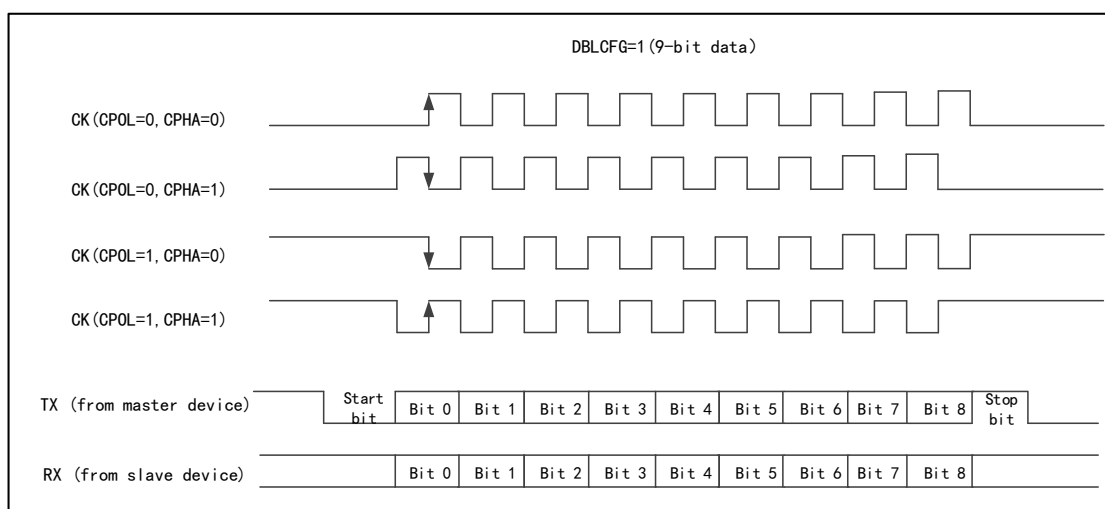 DBLCFG=1(9-bit data)
CK(CPOL=0,CPHA=0)
CK(CPOL=0,CPHA=1)
CK(CPOL=1,CPHA=0)
CK(CPOL=1,CPHA=1)
TX (from master device) Start bit Bit 0 Bit 1 Bit 2 Bit 3 Bit 4 Bit 5 Bit 6 Bit 7 Bit 8 Stop bit
RX (from slave device) Bit 0 Bit 1 Bit 2 Bit 3 Bit 4 Bit 5 Bit 6 Bit 7 Bit 8